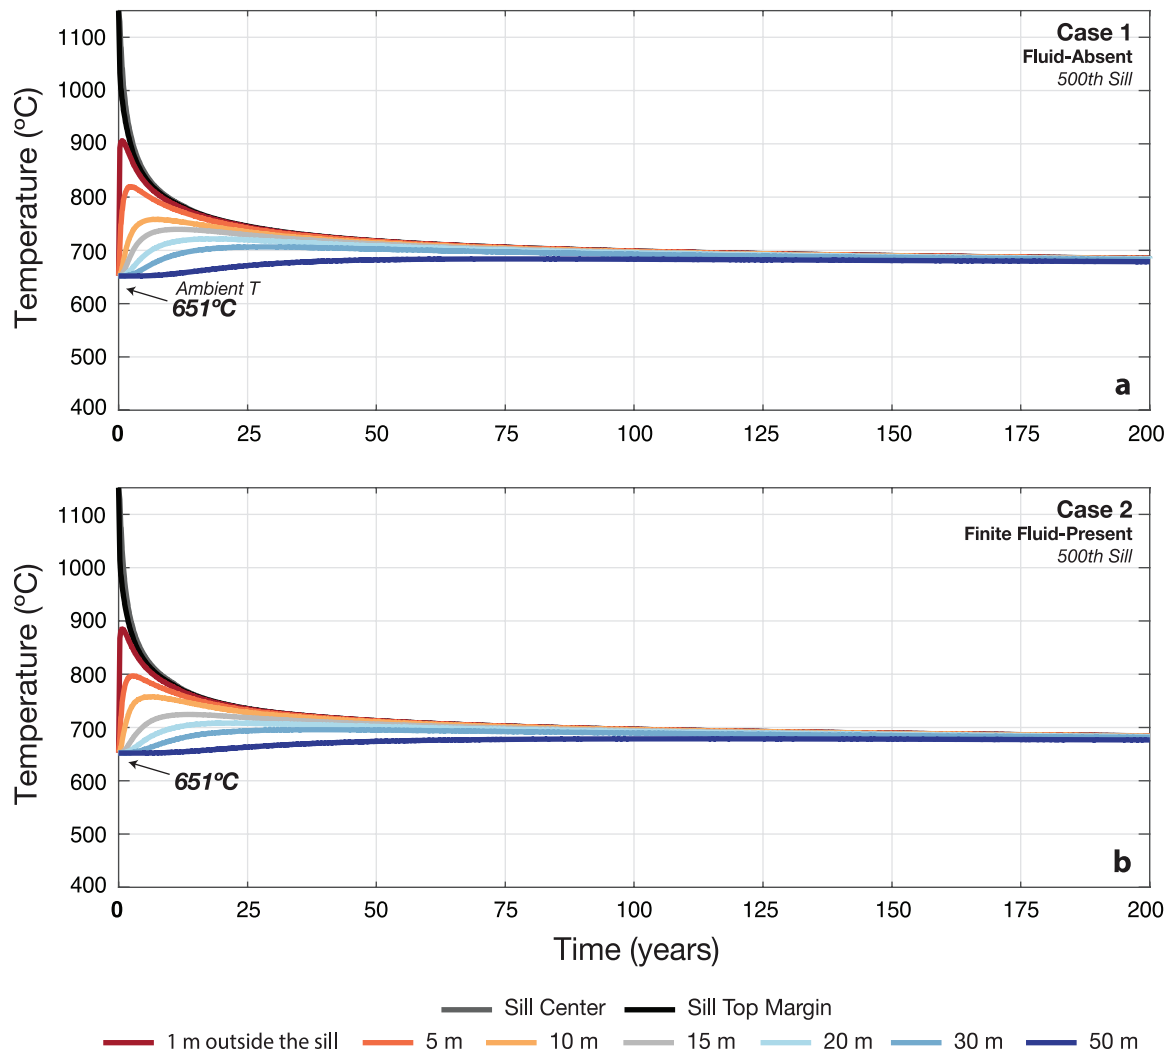 Temperature (ºC)
1100
1000
900
800
700
600
500
400
Case 1
Fluid-Absent
500th Sill
Ambient T
651ºC
a
0 25 50 75 100 125 150 175 200
Temperature (ºC)
1100
1000
900
800
700
600
500
400
Case 2
Finite Fluid-Present
500th Sill
651ºC
b
0 25 50 75 100 125 150 175 200
Time (years)
Sill Center Sill Top Margin
1 m outside the sill 5 m 10 m 15 m 20 m 30 m 50 m